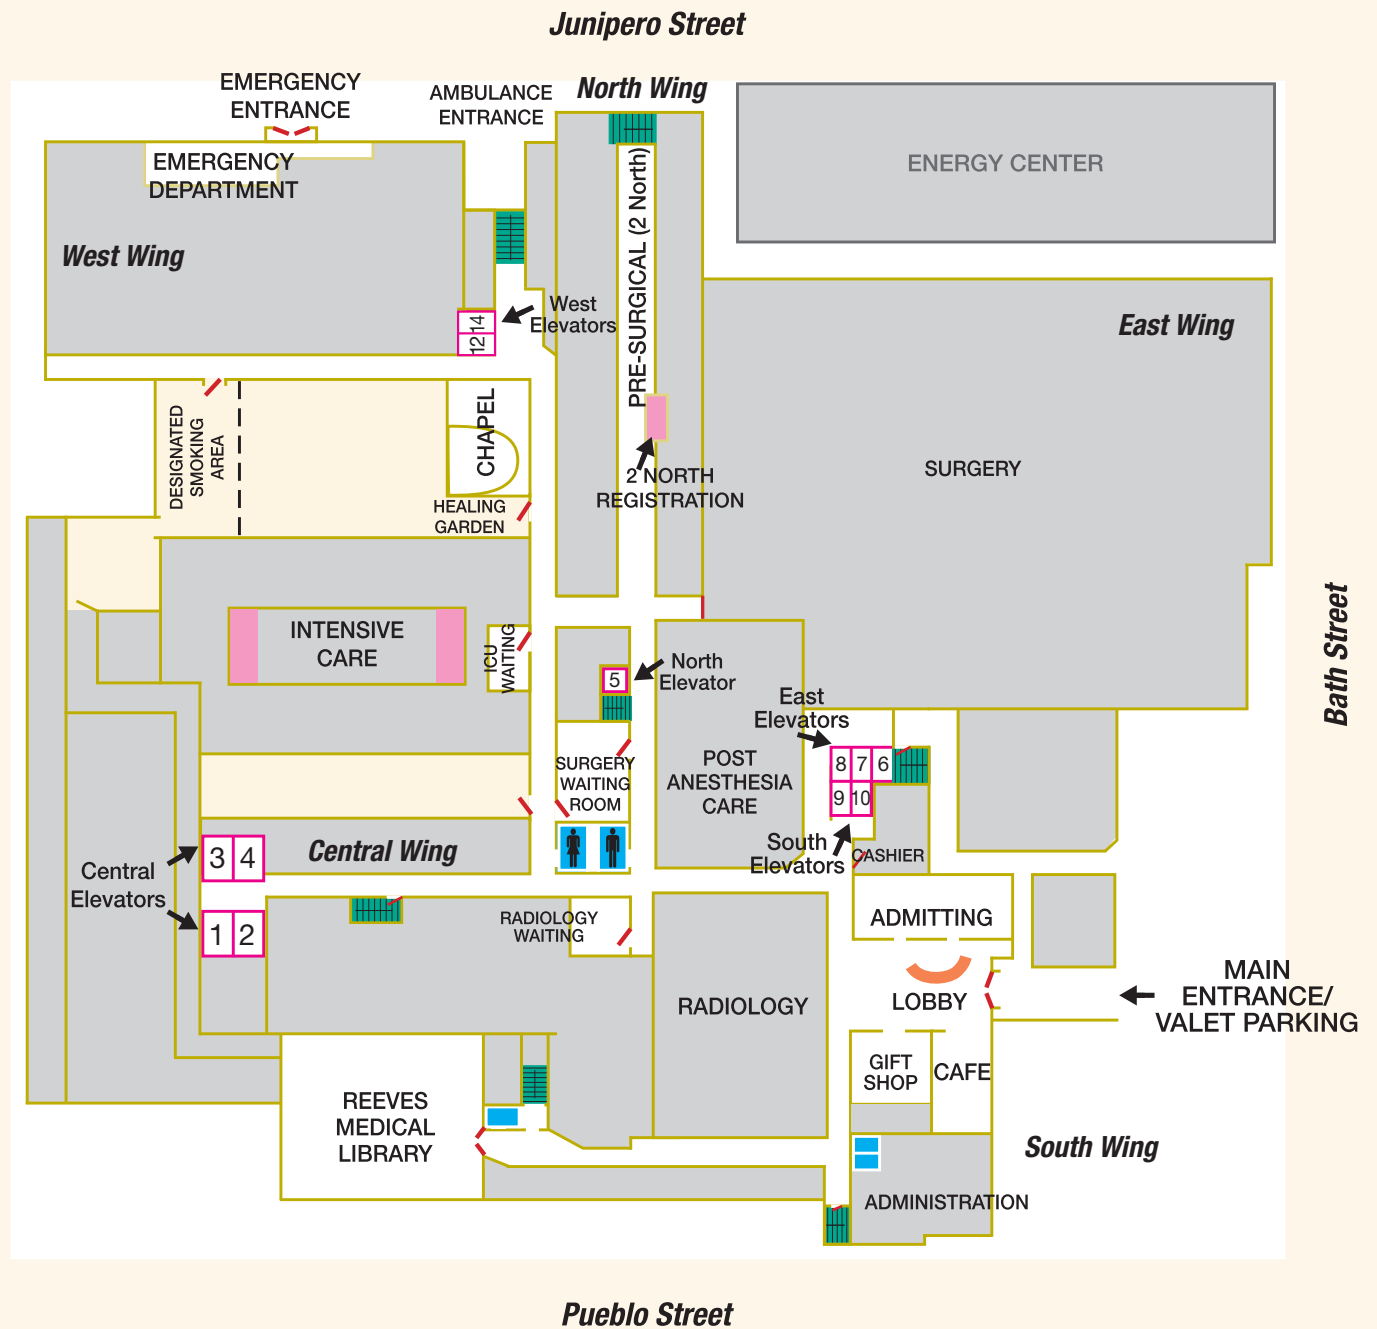 Junipero Street
EMERGENCY
ENTRANCE
AMBULANCE
ENTRANCE
North Wing
EMERGENCY
DEPARTMENT
ENERGY CENTER
West Wing
PRE-SURGICAL (2 North)
West
Elevators
14
12
East Wing
DESIGNATED
SMOKING
AREA
CHAPEL
2 NORTH
REGISTRATION
SURGERY
HEALING
GARDEN
INTENSIVE
CARE
ICU
WAITING
North
Elevator
5
Bath Street
East
Elevators
8
7
6
9
10
SURGERY
WAITING
ROOM
POST
ANESTHESIA
CARE
South
Elevators
CASHIER
Central Wing
3
4
Central
Elevators
1
2
RADIOLOGY
WAITING
ADMITTING
RADIOLOGY
LOBBY
MAIN
ENTRANCE/
VALET PARKING
GIFT
SHOP
CAFE
REEVES
MEDICAL
LIBRARY
South Wing
ADMINISTRATION
Pueblo Street